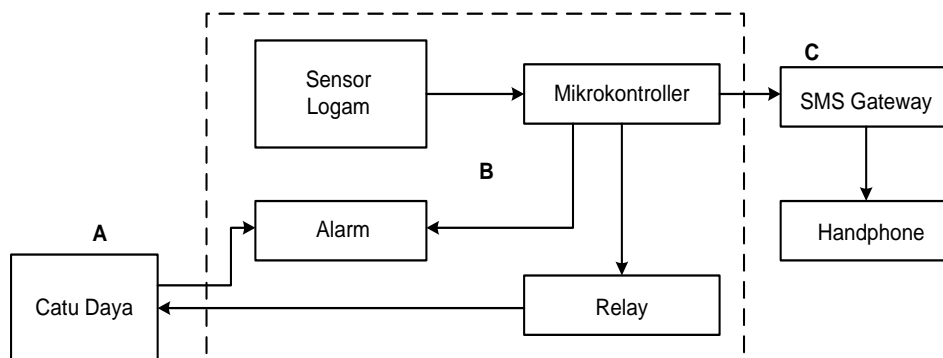 C
Sensor
Logam
Mikrokontroller
SMS Gateway
B
A
Alarm
Handphone
Catu Daya
Relay